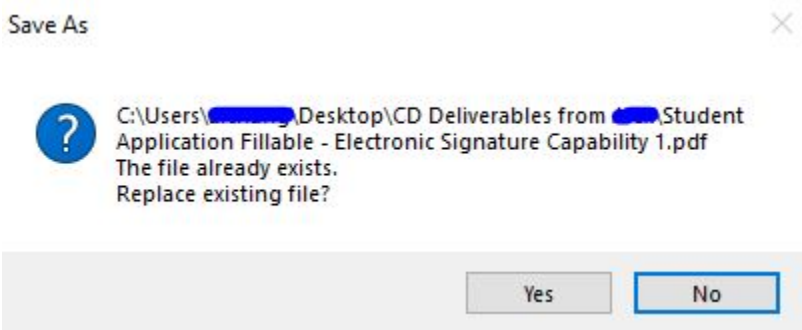 Save As
C:\Users\ \Desktop\CD Deliverables from \Student
Application Fillable - Electronic Signature Capability 1.pdf
The file already exists.
Replace existing file?
Yes
No